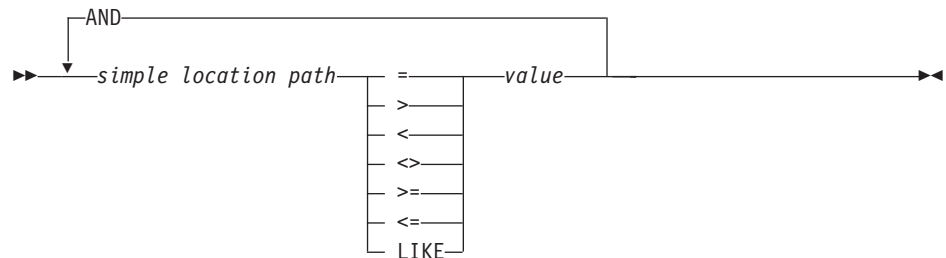 AND
simple location path = value
>
<
<>
>=
<=
LIKE